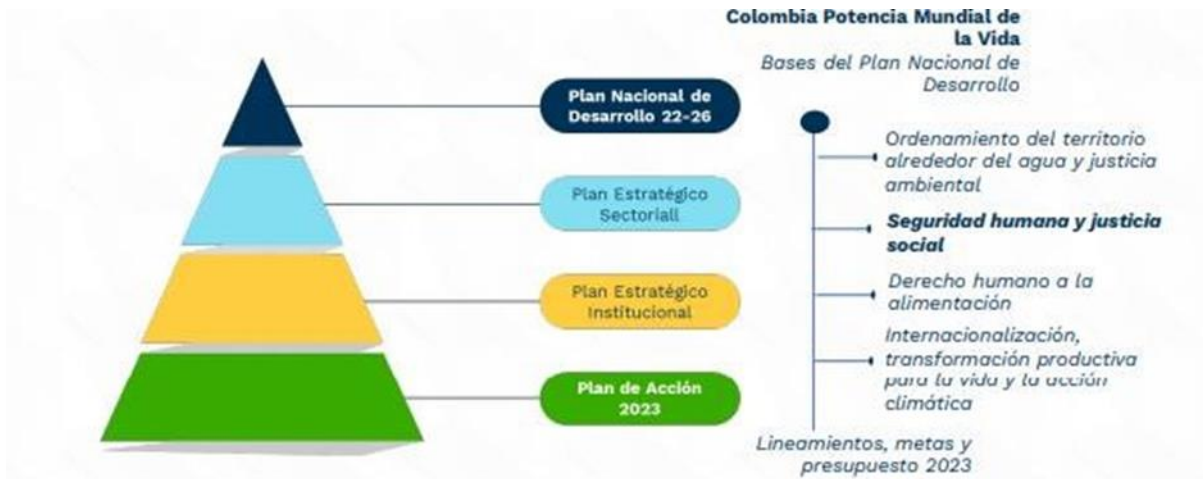 Plan Nacional de
Desarrollo 22-26
Plan Estratégico
Sectoriall
Plan Estratégico
Institucional
Plan de Acción
2023
Colombia Potencia Mundial de
la Vida
Bases del Plan Nacional de
Desarrollo
Ordenamiento del territorio
alrededor del agua y justicia
ambiental
Seguridad humana y justicia
social
Derecho humano a la
alimentación
Internacionalización,
transformación productiva
para la vida y la acción
climática
Lineamientos, metas y
presupuesto 2023